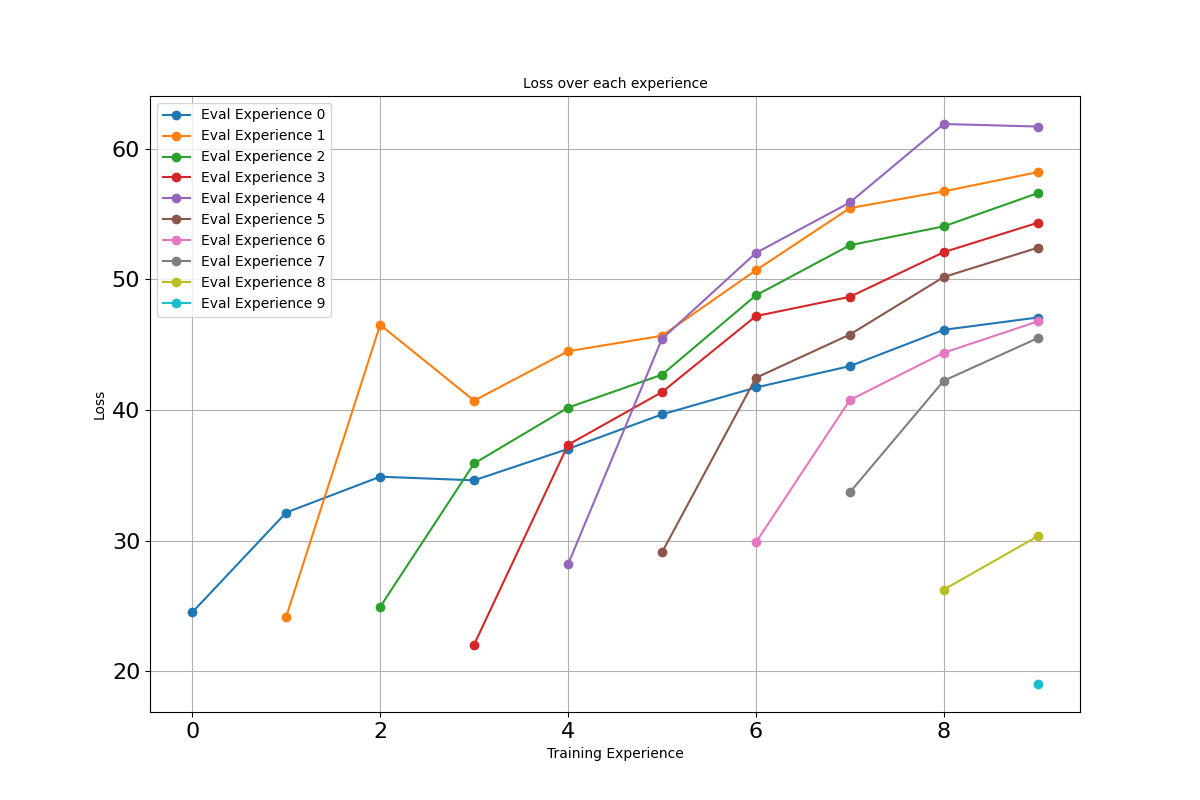 Loss over each experience
Eval Experience 0
Eval Experience 1
Eval Experience 2
Eval Experience 3
Eval Experience 4
Eval Experience 5
Eval Experience 6
Eval Experience 7
Eval Experience 8
Eval Experience 9
60
50
40
30
20
Loss
0 2 4 6 8
Training Experience